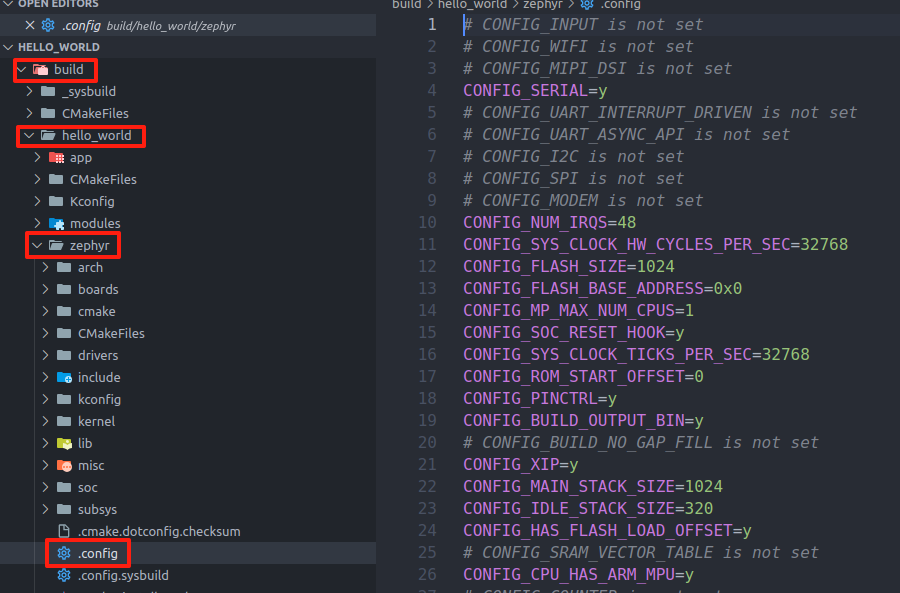 OPEN EDITORS
.config build/hello_world/zephyr
HELLO_WORLD
build
_sysbuild
CMakeFiles
hello_world
app
CMakeFiles
Kconfig
modules
zephyr
arch
boards
cmake
CMakeFiles
drivers
include
kconfig
kernel
lib
misc
soc
subsys
.cmake.dotconfig.checksum
.config
.config.sysbuild
build > hello_world > zephyr > .config
1 # CONFIG_INPUT is not set
2 # CONFIG_WIFI is not set
3 # CONFIG_MIPI_DSI is not set
4 CONFIG_SERIAL=y
5 # CONFIG_UART_INTERRUPT_DRIVEN is not set
6 # CONFIG_UART_ASYNC_API is not set
7 # CONFIG_I2C is not set
8 # CONFIG_SPI is not set
9 # CONFIG_MODEM is not set
10 CONFIG_NUM_IRQS=48
11 CONFIG_SYS_CLOCK_HW_CYCLES_PER_SEC=32768
12 CONFIG_FLASH_SIZE=1024
13 CONFIG_FLASH_BASE_ADDRESS=0x0
14 CONFIG_MP_MAX_NUM_CPUS=1
15 CONFIG_SOC_RESET_HOOK=y
16 CONFIG_SYS_CLOCK_TICKS_PER_SEC=32768
17 CONFIG_ROM_START_OFFSET=0
18 CONFIG_PINCTRL=y
19 CONFIG_BUILD_OUTPUT_BIN=y
20 # CONFIG_BUILD_NO_GAP_FILL is not set
21 CONFIG_XIP=y
22 CONFIG_MAIN_STACK_SIZE=1024
23 CONFIG_IDLE_STACK_SIZE=320
24 CONFIG_HAS_FLASH_LOAD_OFFSET=y
25 # CONFIG_SRAM_VECTOR_TABLE is not set
26 CONFIG_CPU_HAS_ARM_MPU=y